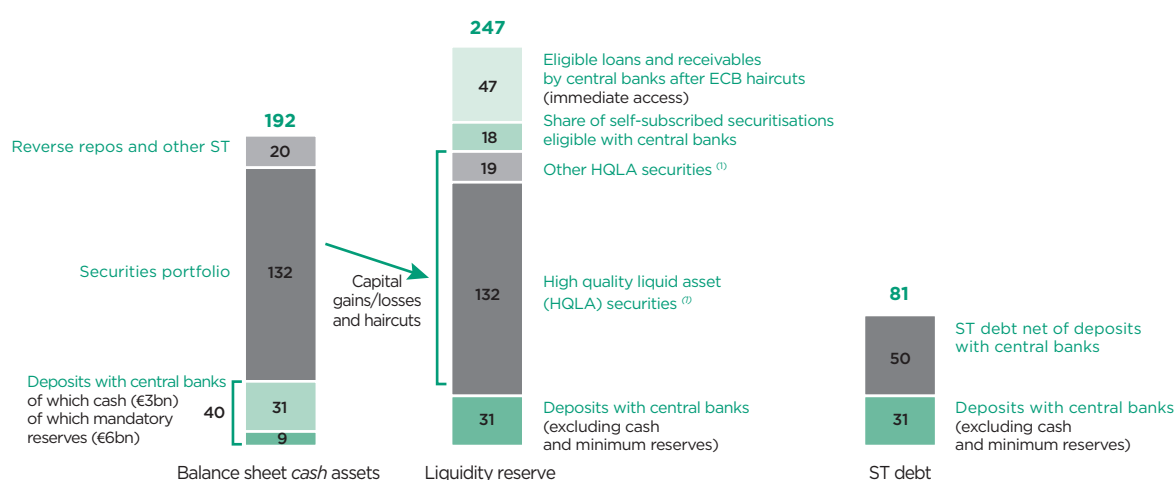 192
Reverse repos and other ST
20
Securities portfolio
132
Deposits with central banks
of which cash (€3bn)
of which mandatory
reserves (€6bn)
40
31
9
Balance sheet cash assets
Capital
gains/losses
and haircuts
247
47
Eligible loans and receivables
by central banks after ECB haircuts
(immediate access)
18
Share of self-subscribed securitisations
eligible with central banks
19
Other HQLA securities (1)
132
High quality liquid asset
(HQLA) securities (1)
31
Deposits with central banks
(excluding cash
and minimum reserves)
Liquidity reserve
81
50
ST debt net of deposits
with central banks
31
Deposits with central banks
(excluding cash
and minimum reserves)
ST debt